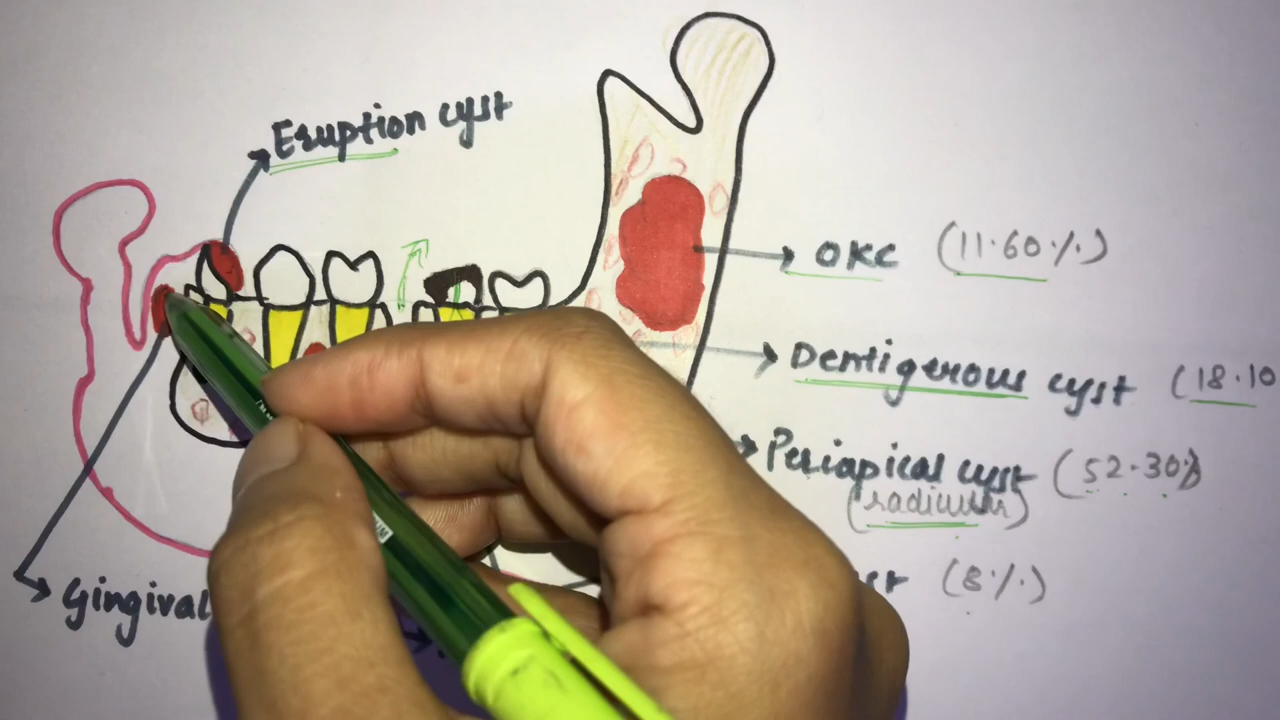 Eruption cyst
OKC (11.60%)
Dentigerous cyst (18.10
Periapical cyst (52.30%)
(radicular)
(8%)
Gingival